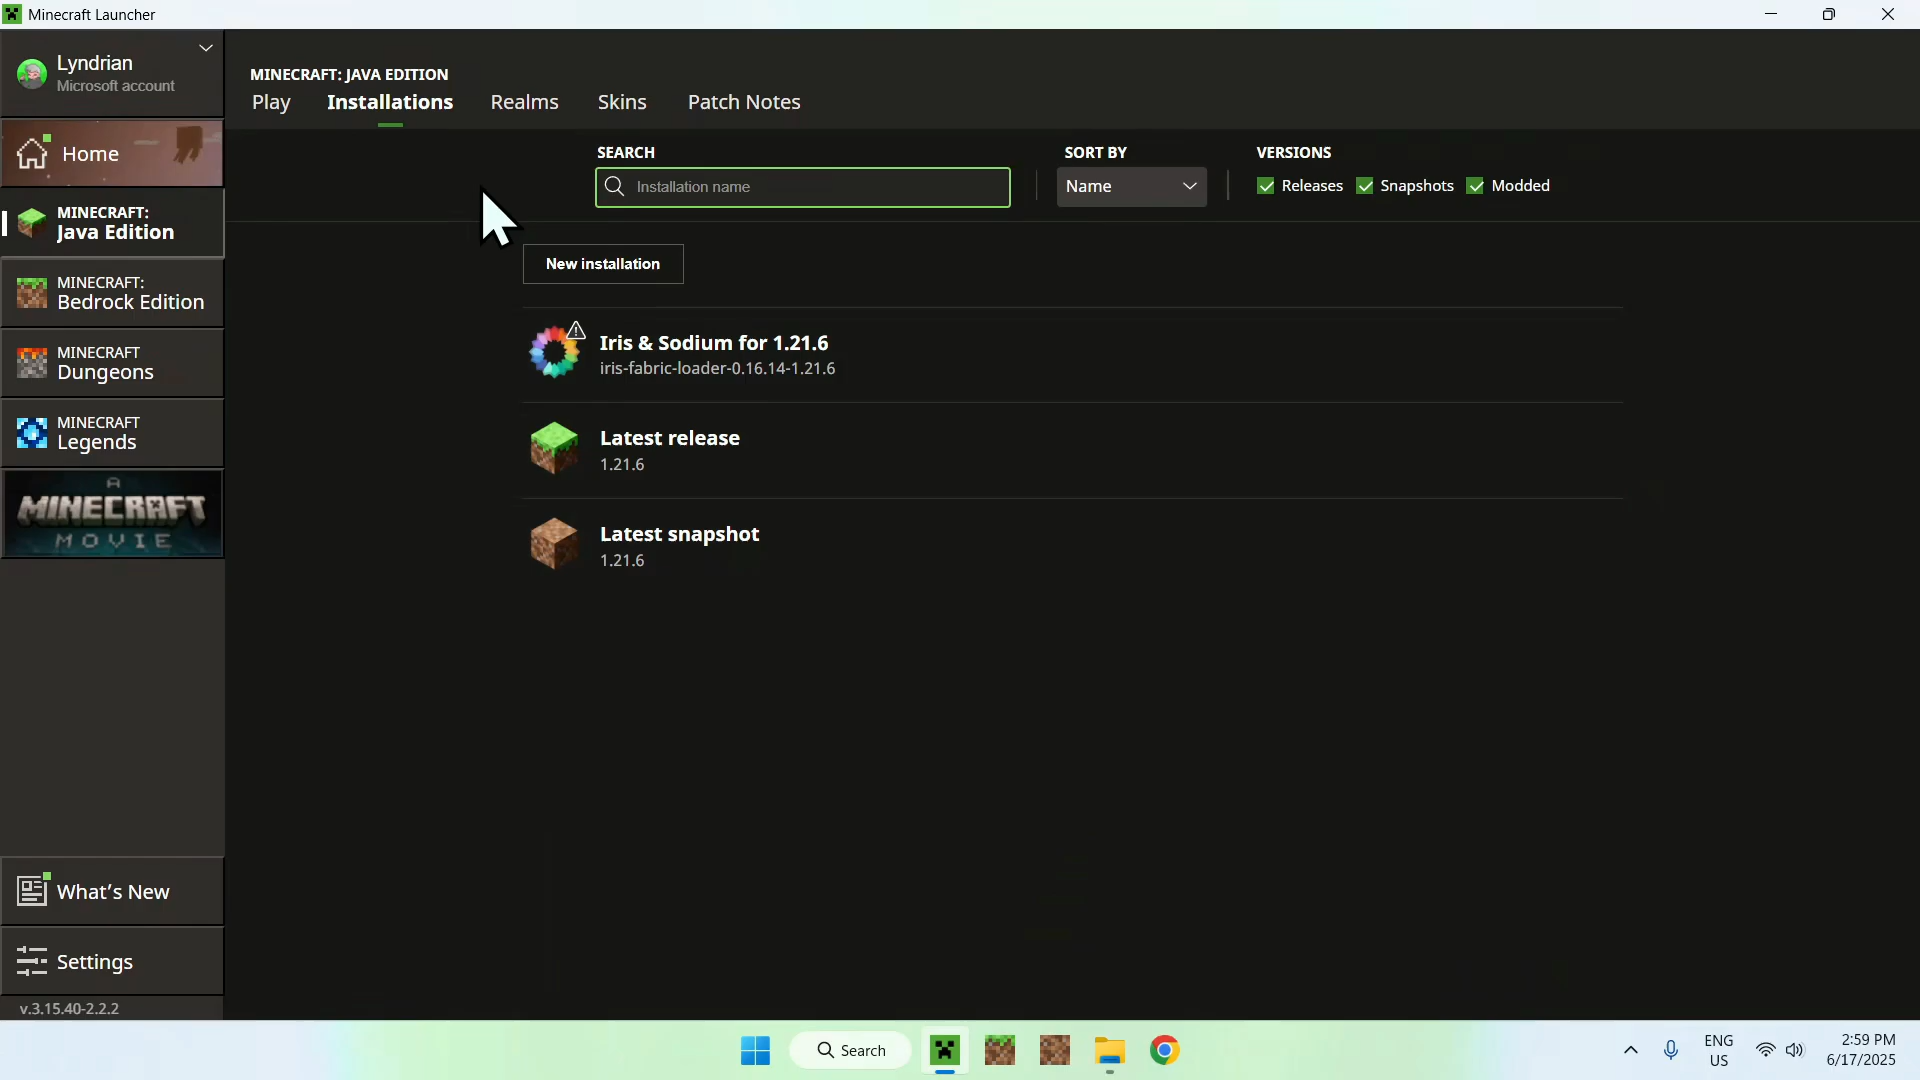 Minecraft Launcher
Lyndrian
Microsoft account
Home
MINECRAFT:
Java Edition
MINECRAFT:
Bedrock Edition
MINECRAFT
Dungeons
MINECRAFT
Legends
A
MINECRAFT
MOVIE
What's New
Settings
v.3.15.40-2.2.2
MINECRAFT: JAVA EDITION
Play Installations Realms Skins Patch Notes
SEARCH
Installation name
SORT BY
Name
VERSIONS
Releases Snapshots Modded
New installation
Iris & Sodium for 1.21.6
iris-fabric-loader-0.16.14-1.21.6
Latest release
1.21.6
Latest snapshot
1.21.6
Search
ENG
US
2:59 PM
6/17/2025